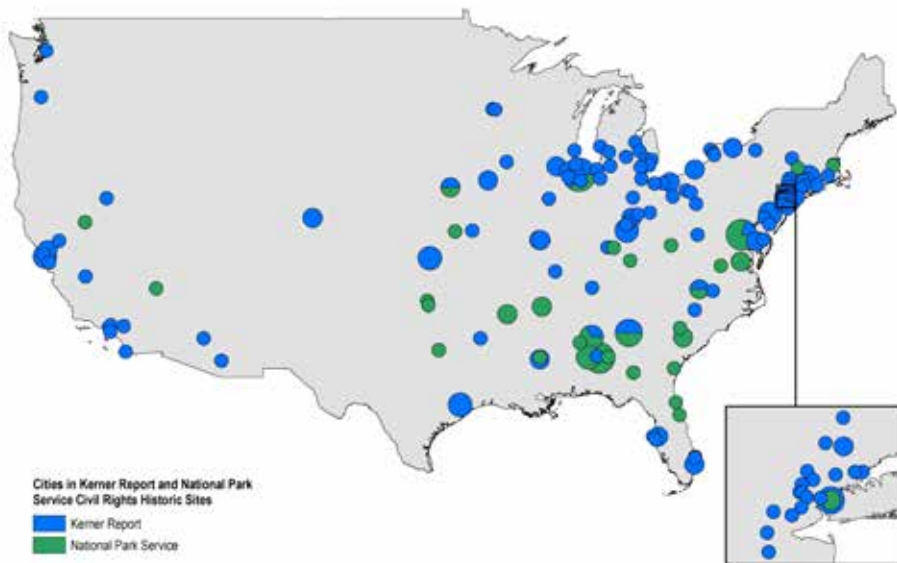 Cities in Kerner Report and National Park
Service Civil Rights Historic Sites
Kerner Report
National Park Service